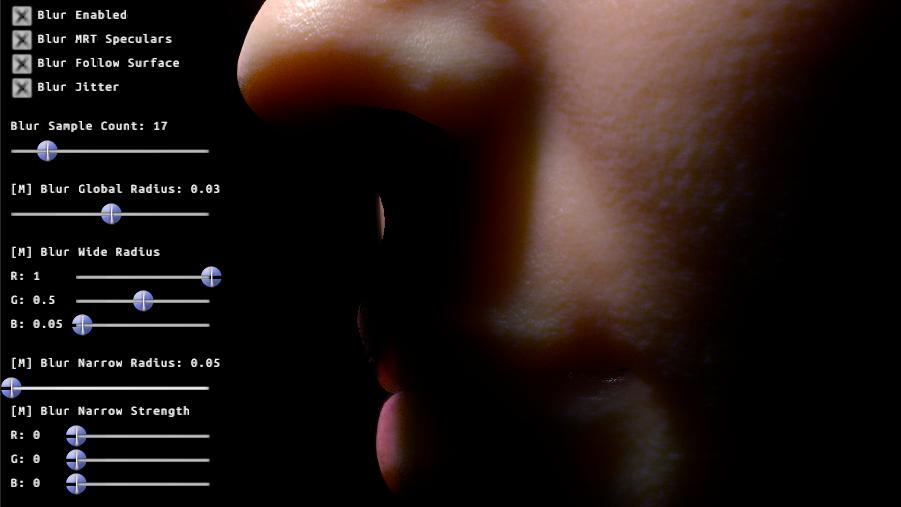 Blur Enabled
Blur MRT Speculars
Blur Follow Surface
Blur Jitter
Blur Sample Count: 17
[M] Blur Global Radius: 0.03
[M] Blur Wide Radius
R: 1
G: 0.5
B: 0.05
[M] Blur Narrow Radius: 0.05
[M] Blur Narrow Strength
R: 0
G: 0
B: 0